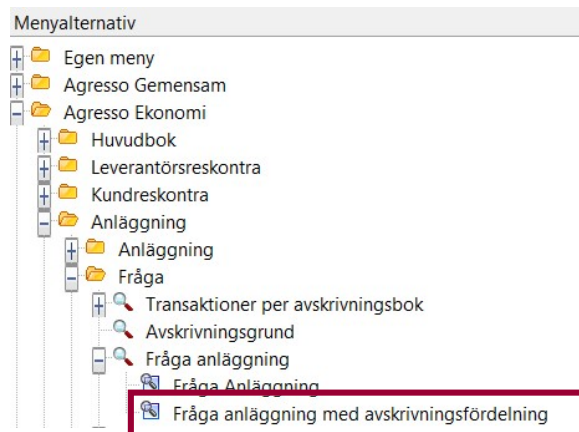 Menyalternativ
Egen meny
Agresso Gemensam
Agresso Ekonomi
Huvudbok
Leverantörsreskontra
Kundreskontra
Anläggning
Anläggning
Fråga
Transaktioner per avskrivningsbok
Avskrivningsgrund
Fråga anläggning
Fråga Anläggning
Fråga anläggning med avskrivningsfördelning